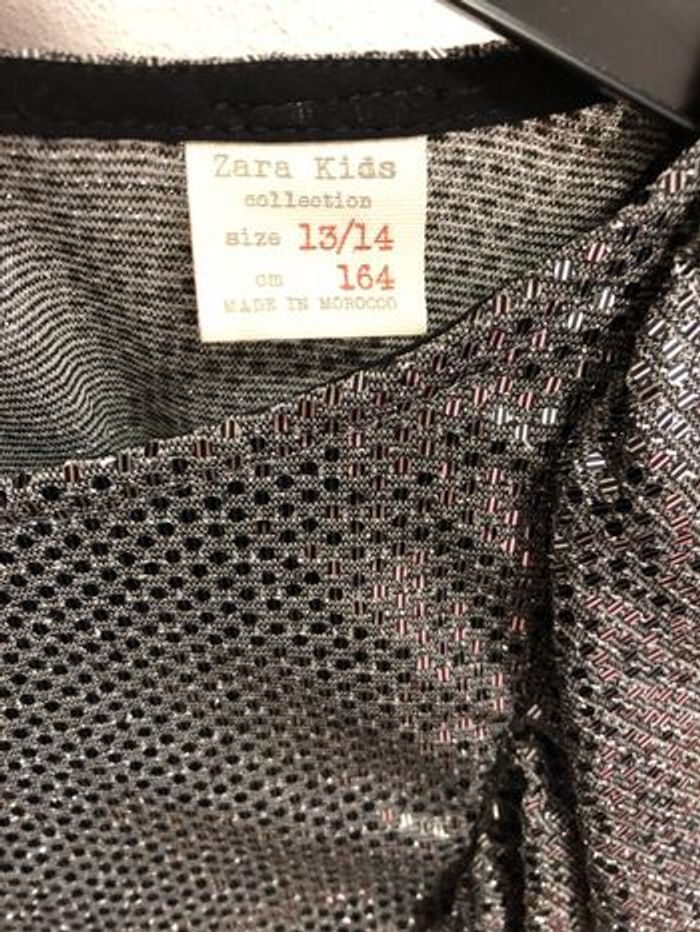 Zara Kids
collection
size 13/14
cm 164
MADE IN MOROCCO